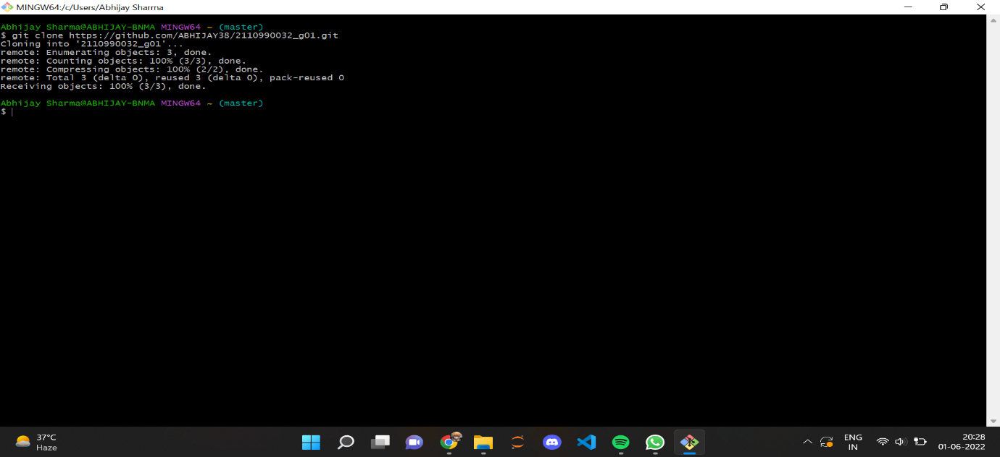 MINGW64:/c/Users/Abhijay Sharma
Abhijay Sharma@ABHIJAY-BNMA MINGW64 ~ (master)
$ git clone https://github.com/ABHIJAY38/2110990032_g01.git
Cloning into '2110990032_g01'...
remote: Enumerating objects: 3, done.
remote: Counting objects: 100% (3/3), done.
remote: Compressing objects: 100% (2/2), done.
remote: Total 3 (delta 0), reused 3 (delta 0), pack-reused 0
Receiving objects: 100% (3/3), done.
Abhijay Sharma@ABHIJAY-BNMA MINGW64 ~ (master)
$
37°C
Haze
ENG
IN
20:28
01-06-2022